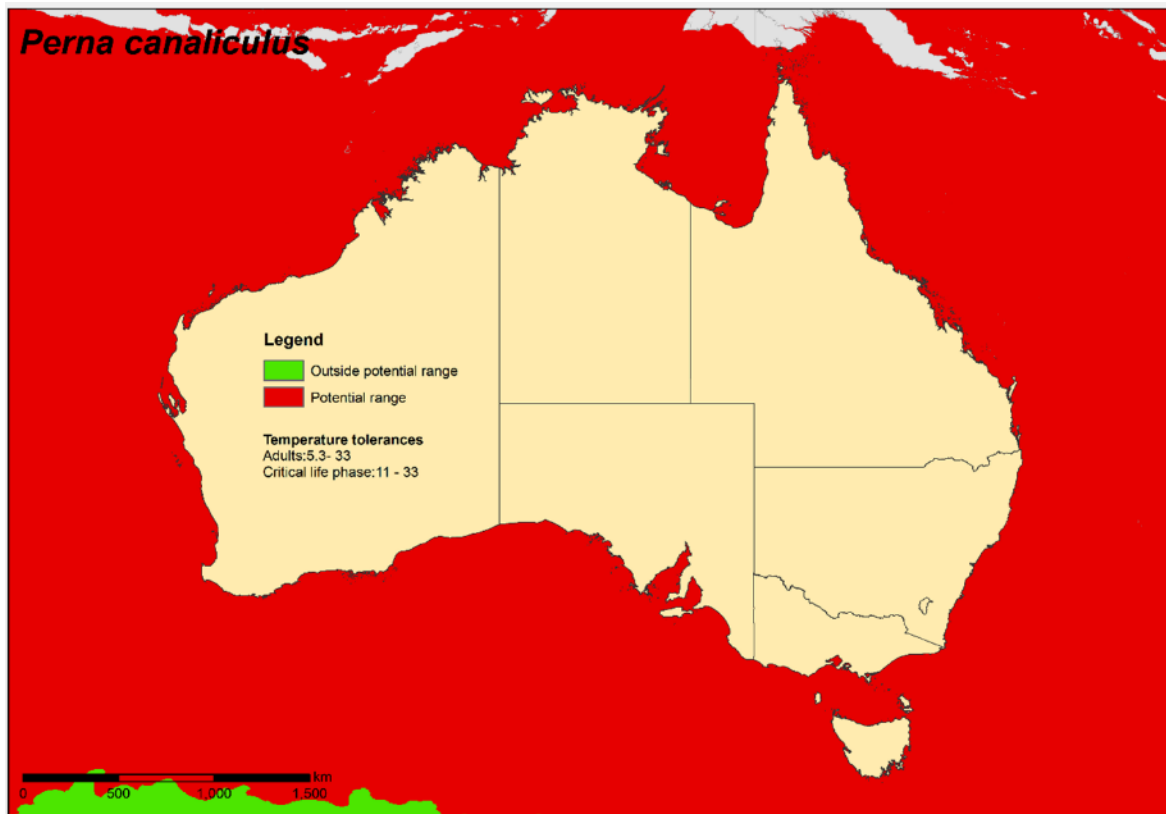 Perna canaliculus
Legend
Outside potential range
Potential range
Temperature tolerances
Adults:5.3- 33
Critical life phase:11 - 33
km
0 500 1,000 1,500